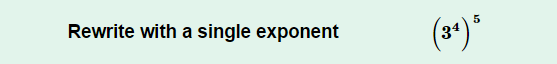 Rewrite with a single exponent (3⁴)⁵